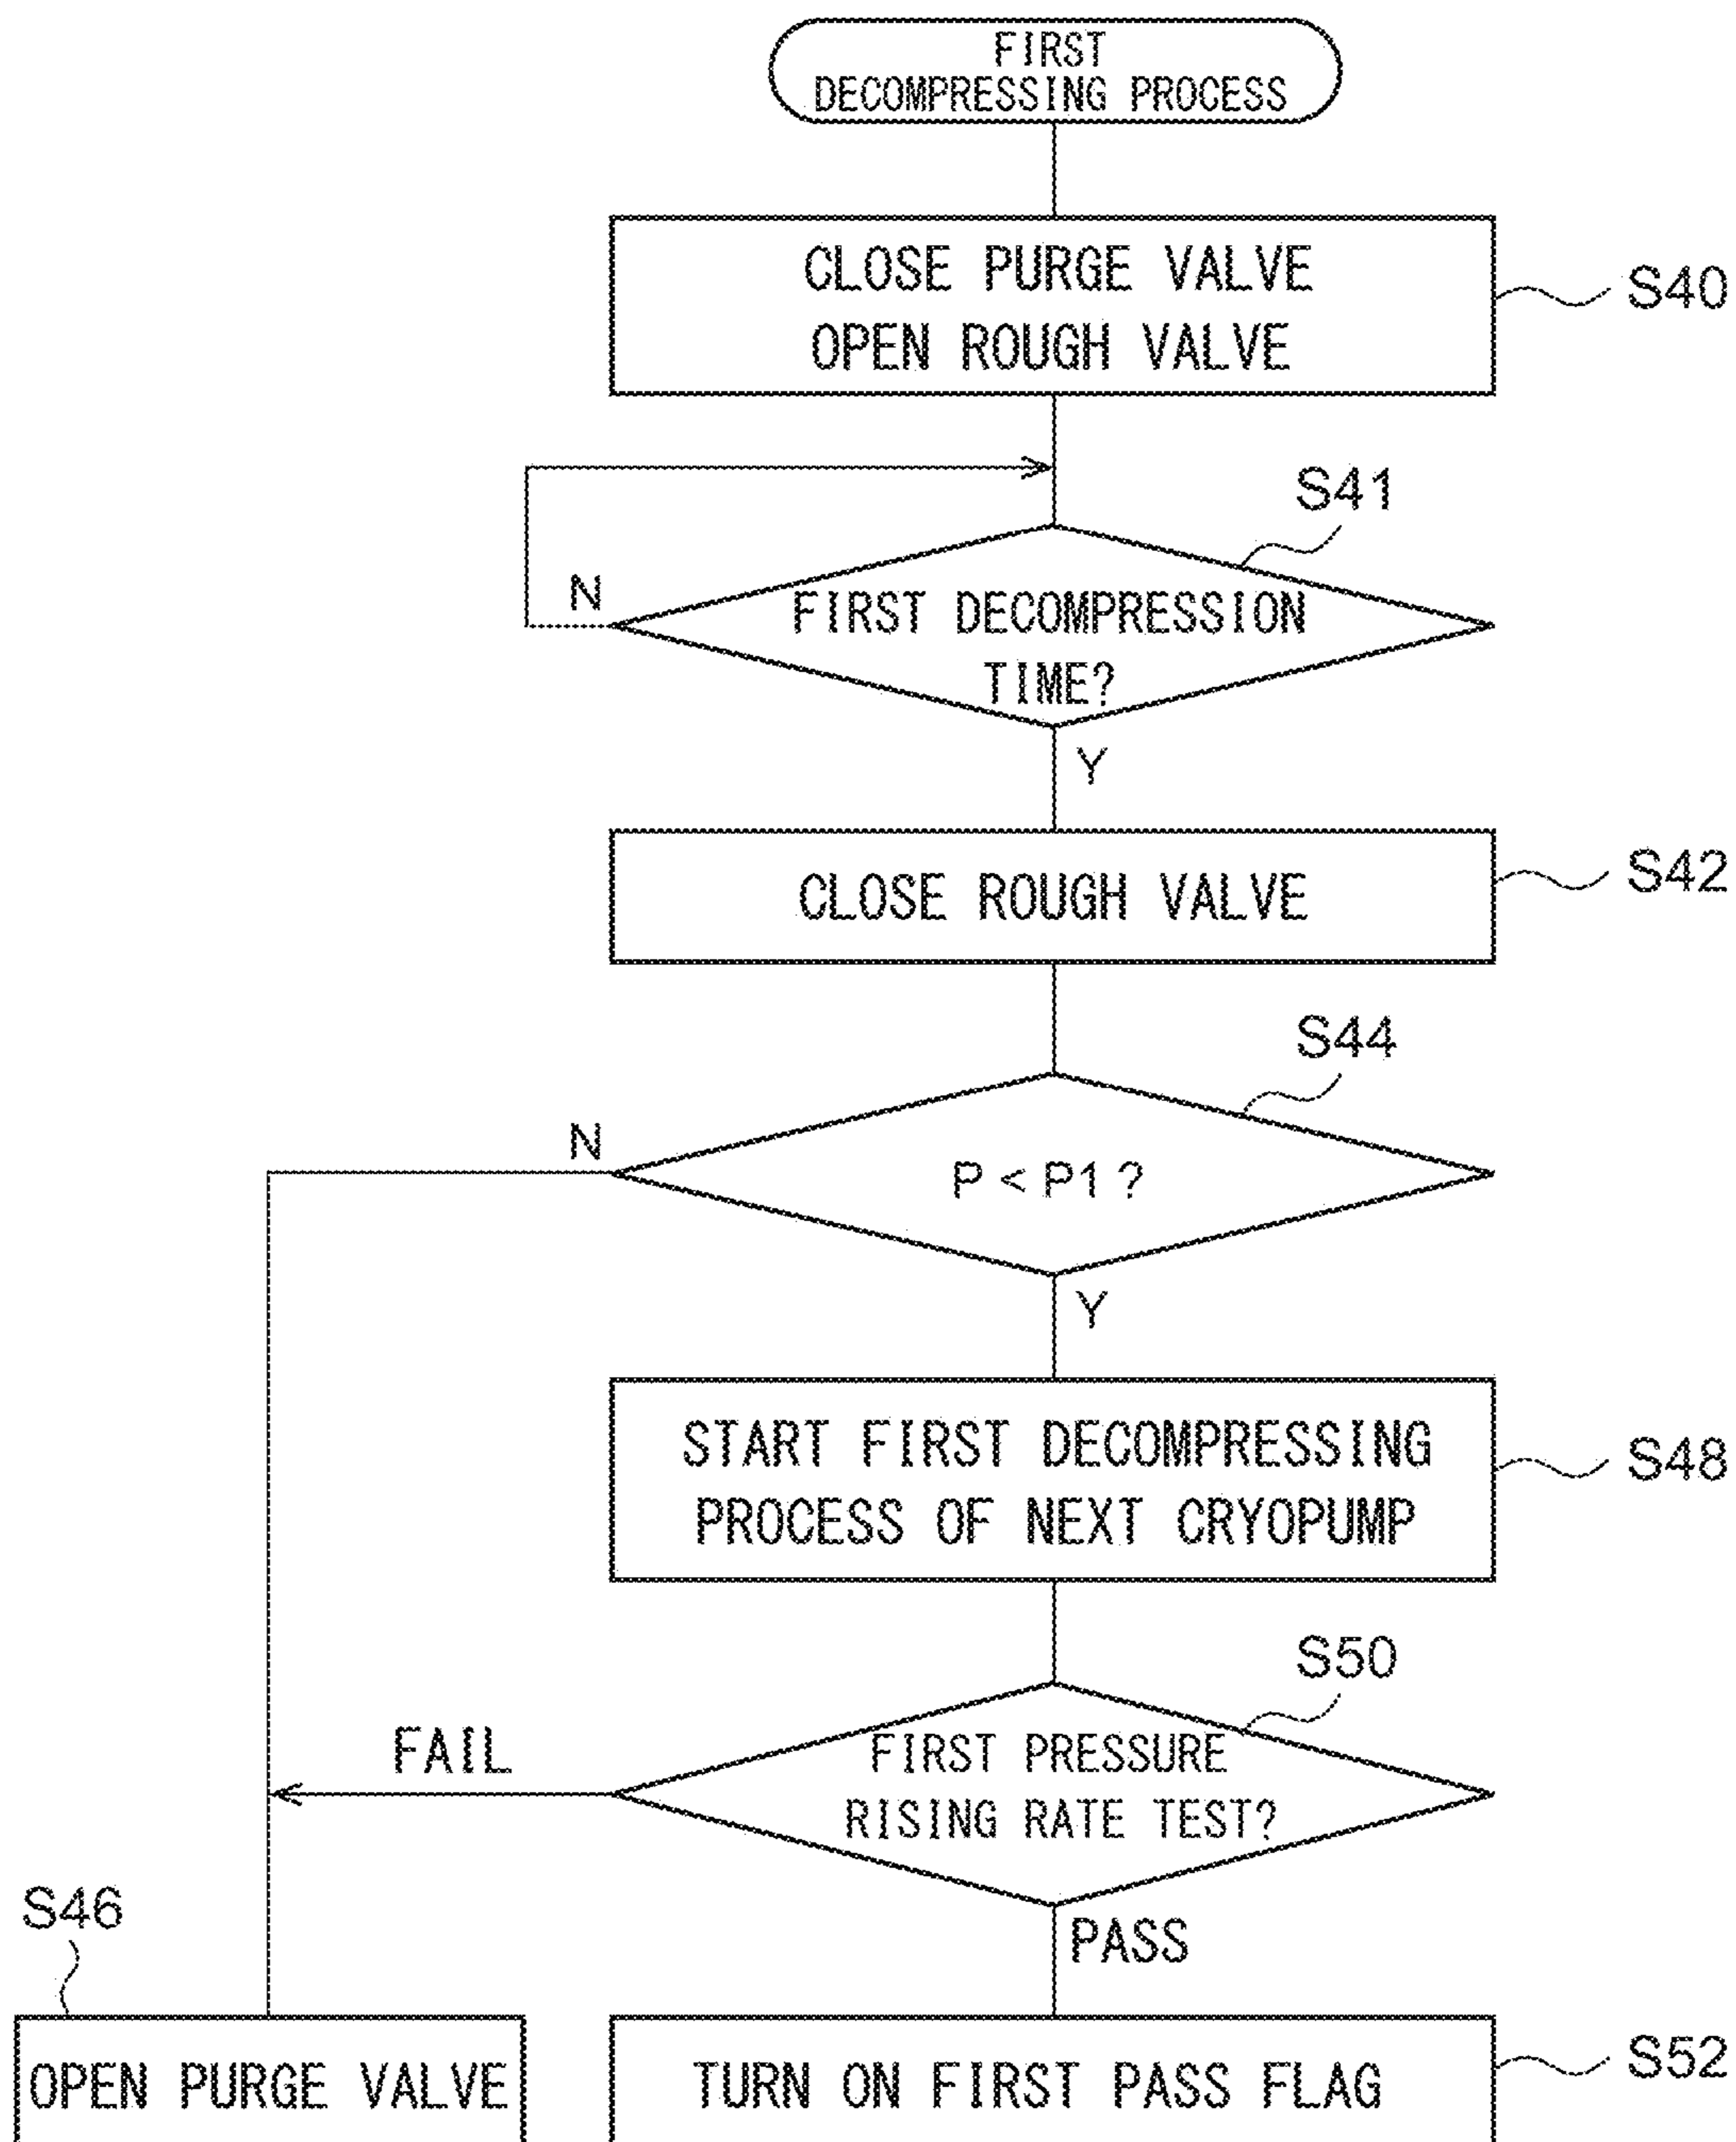 FIRST
DECOMPRESSING PROCESS
CLOSE PURGE VALVE
OPEN ROUGH VALVE
S40
S41
N
FIRST DECOMPRESSION
TIME?
Y
CLOSE ROUGH VALVE
S42
S44
N
P < P1 ?
Y
START FIRST DECOMPRESSING
PROCESS OF NEXT CRYOPUMP
S48
S50
FAIL
FIRST PRESSURE
RISING RATE TEST?
PASS
S46
OPEN PURGE VALVE
TURN ON FIRST PASS FLAG
S52